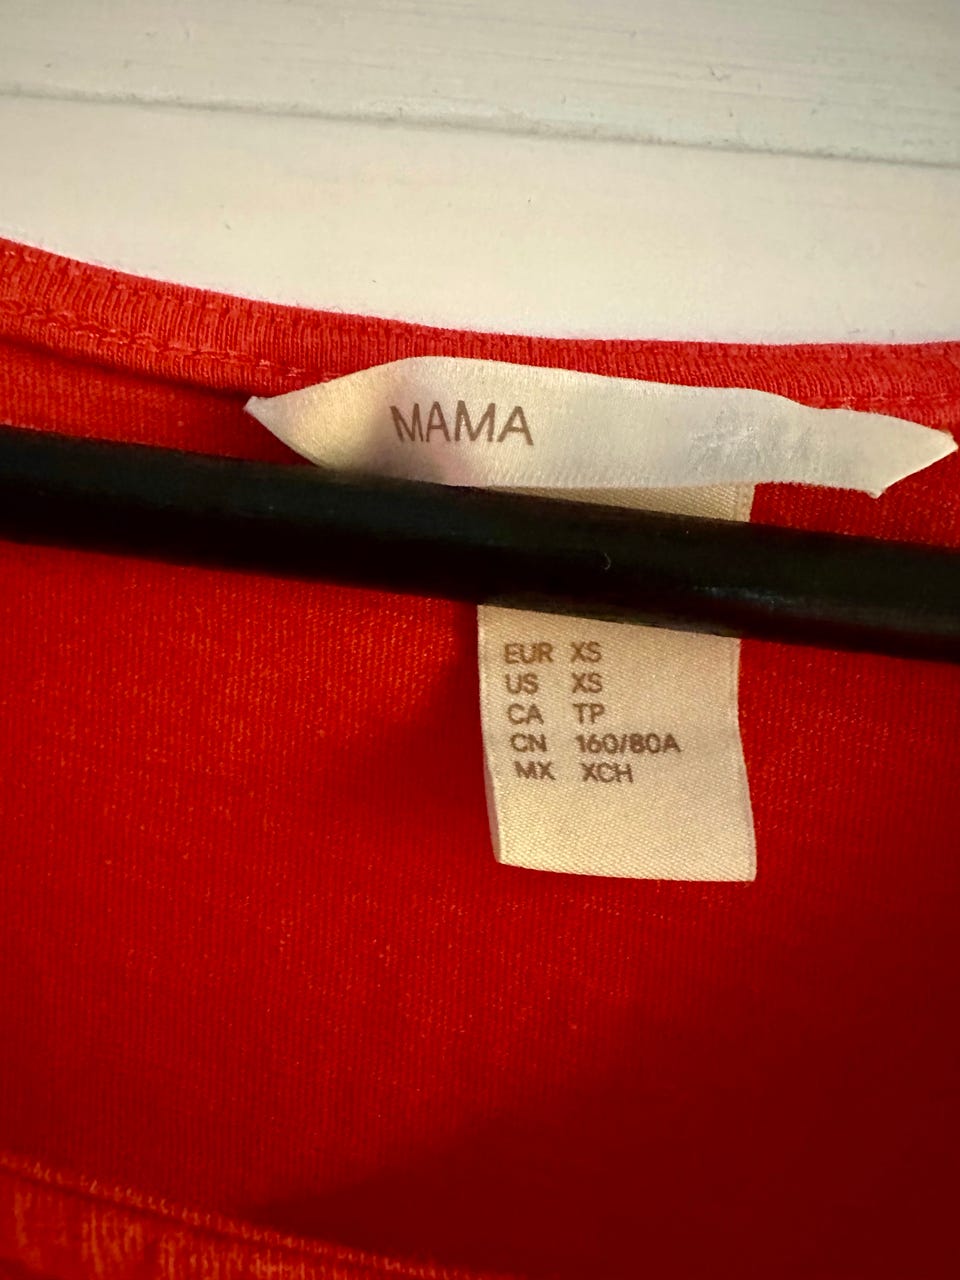 MAMA
EUR XS
US XS
CA TP
CN 160/80A
MX XCH